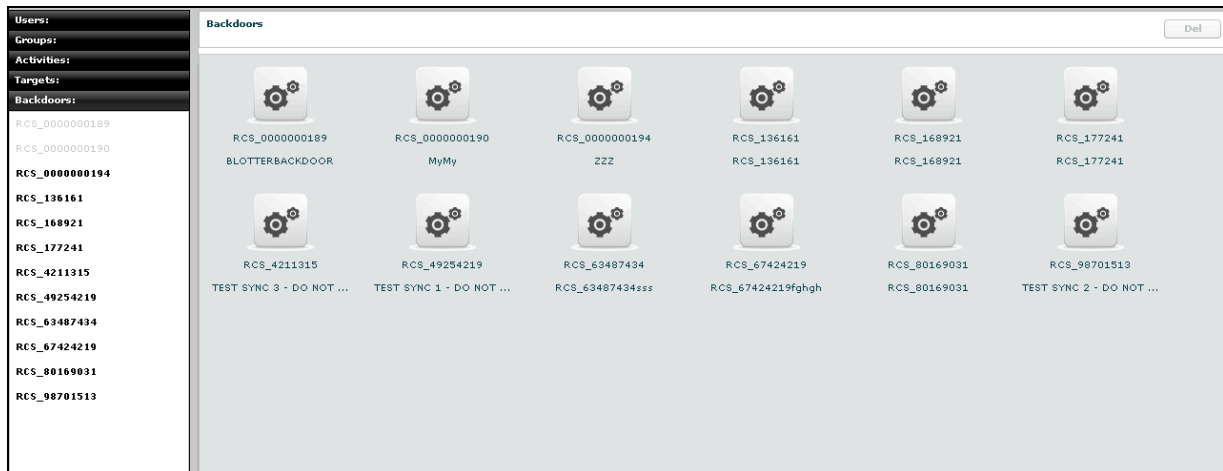 Users:
Groups:
Activities:
Targets:
Backdoors:
RCS_0000000189
RCS_0000000190
RCS_0000000194
RCS_136161
RCS_168921
RCS_177241
RCS_4211315
RCS_49254219
RCS_63487434
RCS_67424219
RCS_80169031
RCS_98701513
Backdoors
Del
RCS_0000000189
BLOTTERBACKDOOR
RCS_0000000190
MyMy
RCS_0000000194
ZZZ
RCS_136161
RCS_136161
RCS_168921
RCS_168921
RCS_177241
RCS_177241
RCS_4211315
TEST SYNC 3 - DO NOT ...
RCS_49254219
TEST SYNC 1 - DO NOT ...
RCS_63487434
RCS_63487434sss
RCS_67424219
RCS_67424219fghgh
RCS_80169031
RCS_80169031
RCS_98701513
TEST SYNC 2 - DO NOT ...